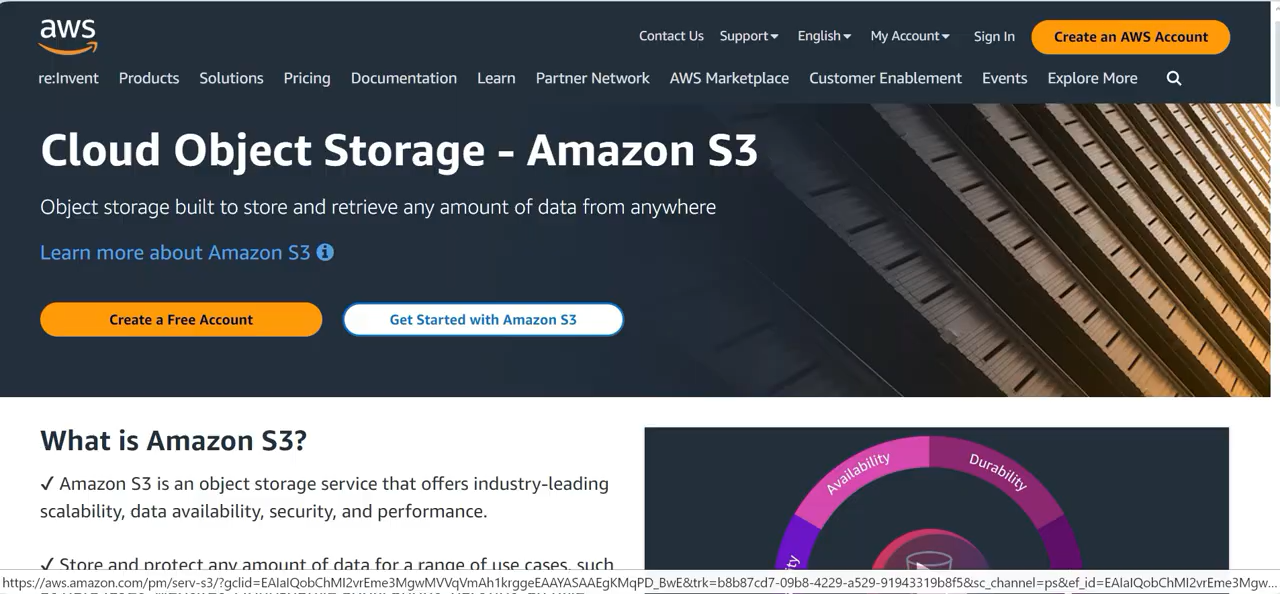 aws
Contact Us Support English My Account Sign In Create an AWS Account
re:Invent Products Solutions Pricing Documentation Learn Partner Network AWS Marketplace Customer Enablement Events Explore More
Cloud Object Storage - Amazon S3
Object storage built to store and retrieve any amount of data from anywhere
Learn more about Amazon S3
Create a Free Account Get Started with Amazon S3
What is Amazon S3?
✓ Amazon S3 is an object storage service that offers industry-leading
scalability, data availability, security, and performance.
✓ Store and protect any amount of data for a range of use cases, such
Availability
Durability
https://aws.amazon.com/pm/serv-s3/?gclid=EAIaIQobChMI2vrEme3MgwMVVqVmAh1krggeEAAYASAAEgKMqPD_BwE&trk=b8b87cd7-09b8-4229-a529-91943319b8f5&sc_channel=ps&ef_id=EAIaIQobChMI2vrEme3Mgw...